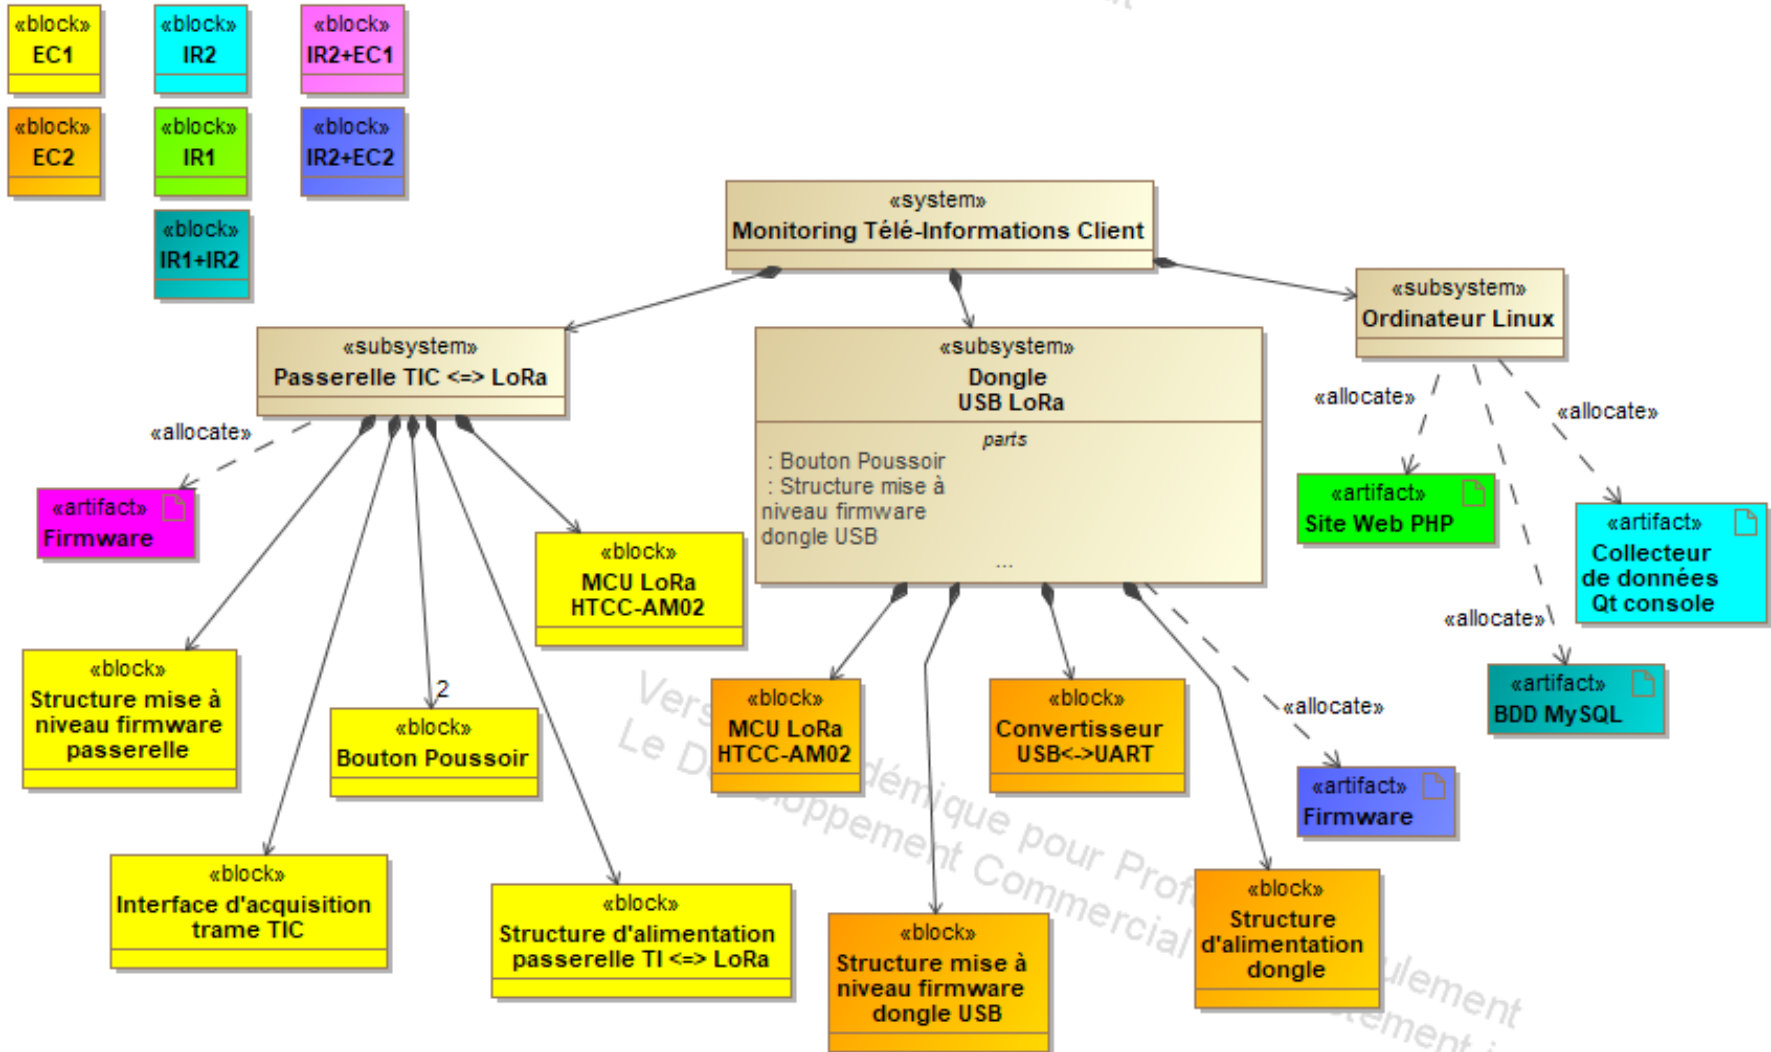 «block»
EC1
«block»
IR2
«block»
IR2+EC1
«block»
EC2
«block»
IR1
«block»
IR2+EC2
«block»
IR1+IR2
«system»
Monitoring Télé-Informations Client
«subsystem»
Passerelle TIC <=> LoRa
«subsystem»
Dongle
USB LoRa
parts
: Bouton Poussoir
: Structure mise à
niveau firmware
dongle USB
...
«subsystem»
Ordinateur Linux
«allocate»
«allocate»
«allocate»
«allocate»
«allocate»
«artifact»
Firmware
«block»
MCU LoRa
HTCC-AM02
«block»
Structure mise à
niveau firmware
passerelle
2
«block»
Bouton Poussoir
«block»
Interface d'acquisition
trame TIC
«block»
Structure d'alimentation
passerelle TI <=> LoRa
«block»
MCU LoRa
HTCC-AM02
«block»
Convertisseur
USB<->UART
«block»
Structure mise à
niveau firmware
dongle USB
«block»
Structure
d'alimentation
dongle
«artifact»
Firmware
«artifact»
Site Web PHP
«artifact»
Collecteur
de données
Qt console
«artifact»
BDD MySQL
pour
Le
Commercial